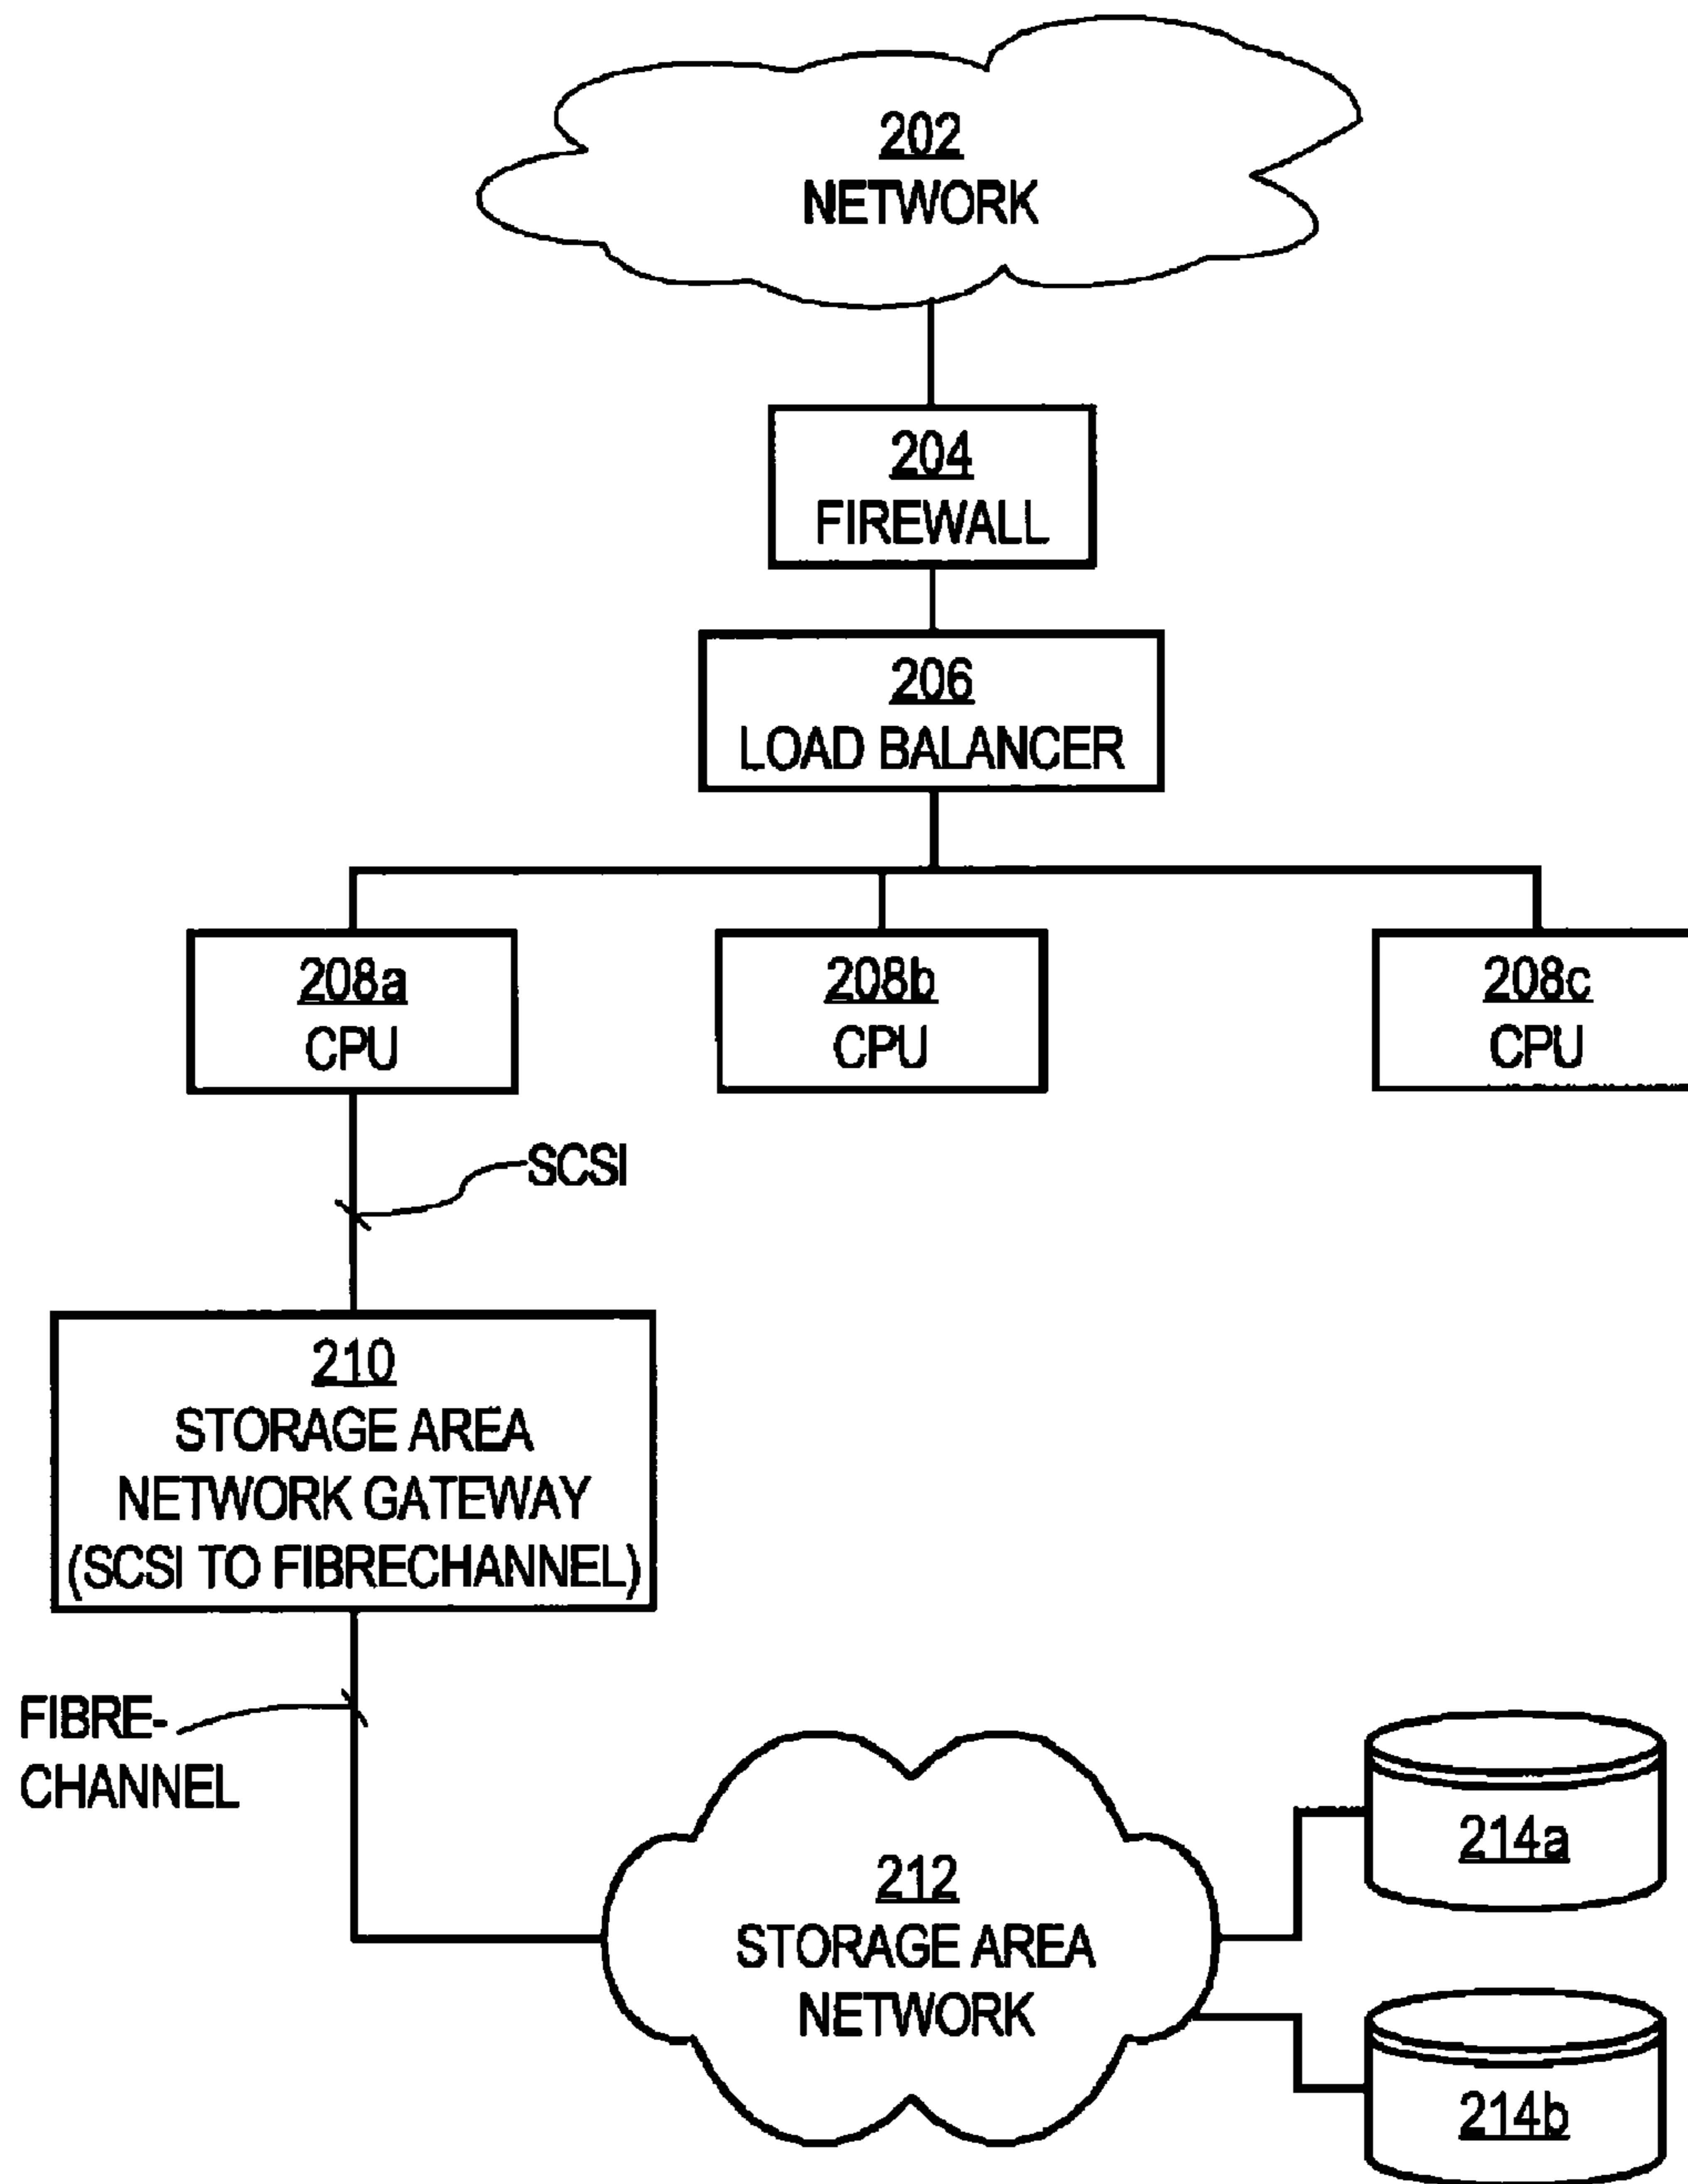 202
NETWORK
204
FIREWALL
206
LOAD BALANCER
208a
CPU
208b
CPU
208c
CPU
SCSI
210
STORAGE AREA
NETWORK GATEWAY
(SCSI TO FIBRECHANNEL)
FIBRE-
CHANNEL
212
STORAGE AREA
NETWORK
214a
214b